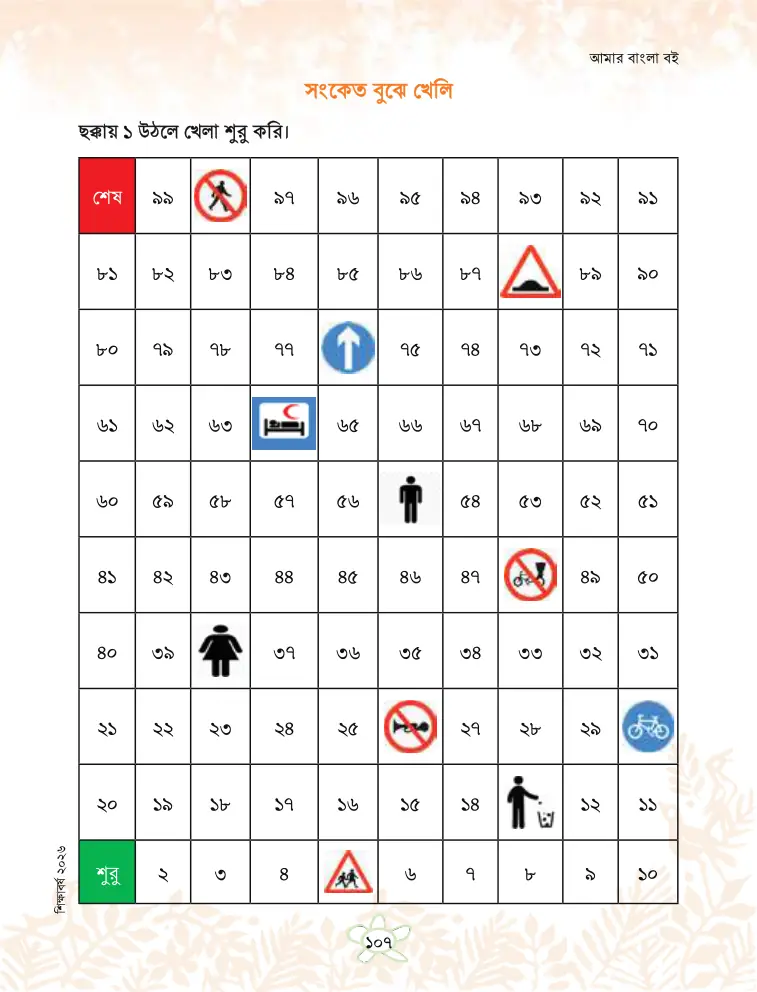 আমার বাংলা বই
সংকেত বুঝে খেলি
ছক্কায় ১ উঠলে খেলা শুরু করি।
শেষ ৯৯ ৯৭ ৯৬ ৯৫ ৯৪ ৯৩ ৯২ ৯১
৮১ ৮২ ৮৩ ৮৪ ৮৫ ৮৬ ৮৭ ৮৯ ৯০
৮০ ৭৯ ৭৮ ৭৭ ৭৫ ৭৪ ৭৩ ৭২ ৭১
৬১ ৬২ ৬৩ ৬৫ ৬৬ ৬৭ ৬৮ ৬৯ ৭০
৬০ ৫৯ ৫৮ ৫৭ ৫৬ ৫৪ ৫৩ ৫২ ৫১
৪১ ৪২ ৪৩ ৪৪ ৪৫ ৪৬ ৪৭ ৪৯ ৫০
৪০ ৩৯ ৩৭ ৩৬ ৩৫ ৩৪ ৩৩ ৩২ ৩১
২১ ২২ ২৩ ২৪ ২৫ ২৭ ২৮ ২৯
২০ ১৯ ১৮ ১৭ ১৬ ১৫ ১৪ ১২ ১১
শুরু ২ ৩ ৪ ৬ ৭ ৮ ৯ ১০
শিক্ষাবর্ষ ২০২৬
১০৭